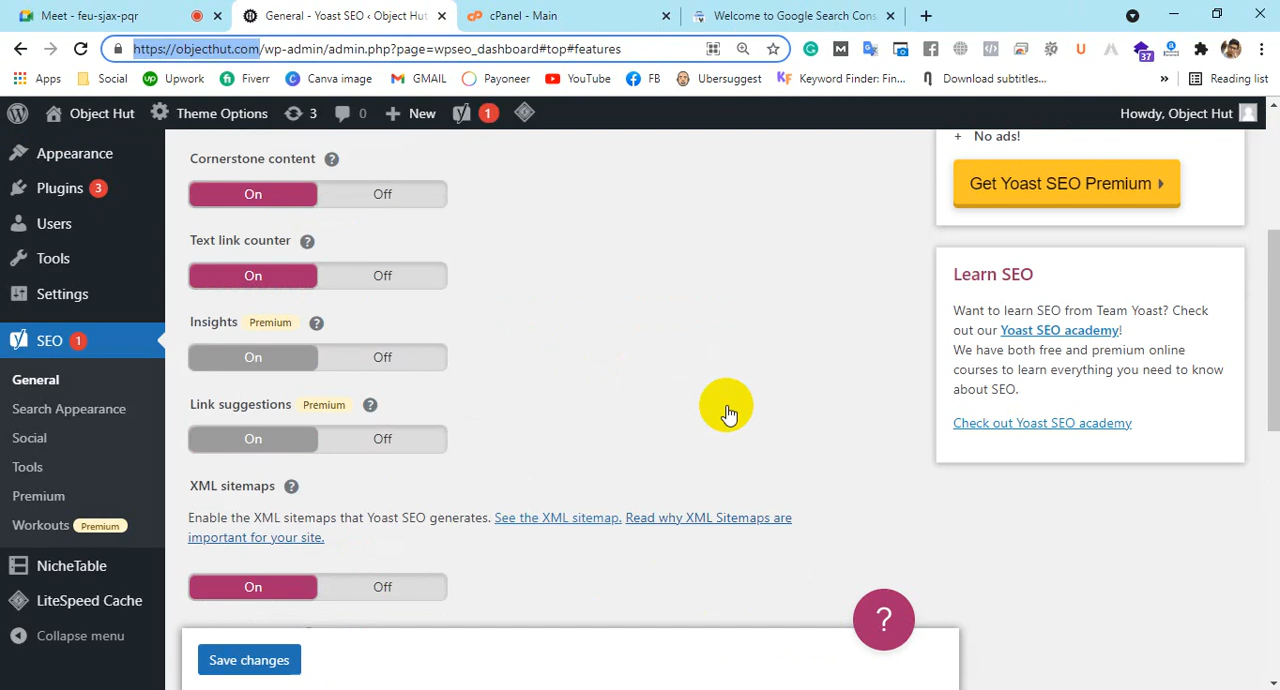 Meet - feu-sjax-pqr
General - Yoast SEO ‹ Object Hut
cPanel - Main
Welcome to Google Search Cons
https://objecthut.com/wp-admin/admin.php?page=wpseo_dashboard#top#features
37
Apps
Social
Upwork
Fiverr
Canva image
GMAIL
Payoneer
YouTube
FB
Ubersuggest
Keyword Finder: Fin...
Download subtitles...
»
Reading list
Object Hut
Theme Options
3
0
New
1
Howdy, Object Hut
Appearance
Plugins 3
Users
Tools
Settings
SEO 1
General
Search Appearance
Social
Tools
Premium
Workouts Premium
NicheTable
LiteSpeed Cache
Collapse menu
Cornerstone content ?
On Off
Text link counter ?
On Off
Insights Premium ?
On Off
Link suggestions Premium ?
On Off
XML sitemaps ?
Enable the XML sitemaps that Yoast SEO generates. See the XML sitemap. Read why XML Sitemaps are
important for your site.
On Off
Save changes
?
+ No ads!
Get Yoast SEO Premium
Learn SEO
Want to learn SEO from Team Yoast? Check
out our Yoast SEO academy!
We have both free and premium online
courses to learn everything you need to know
about SEO.
Check out Yoast SEO academy